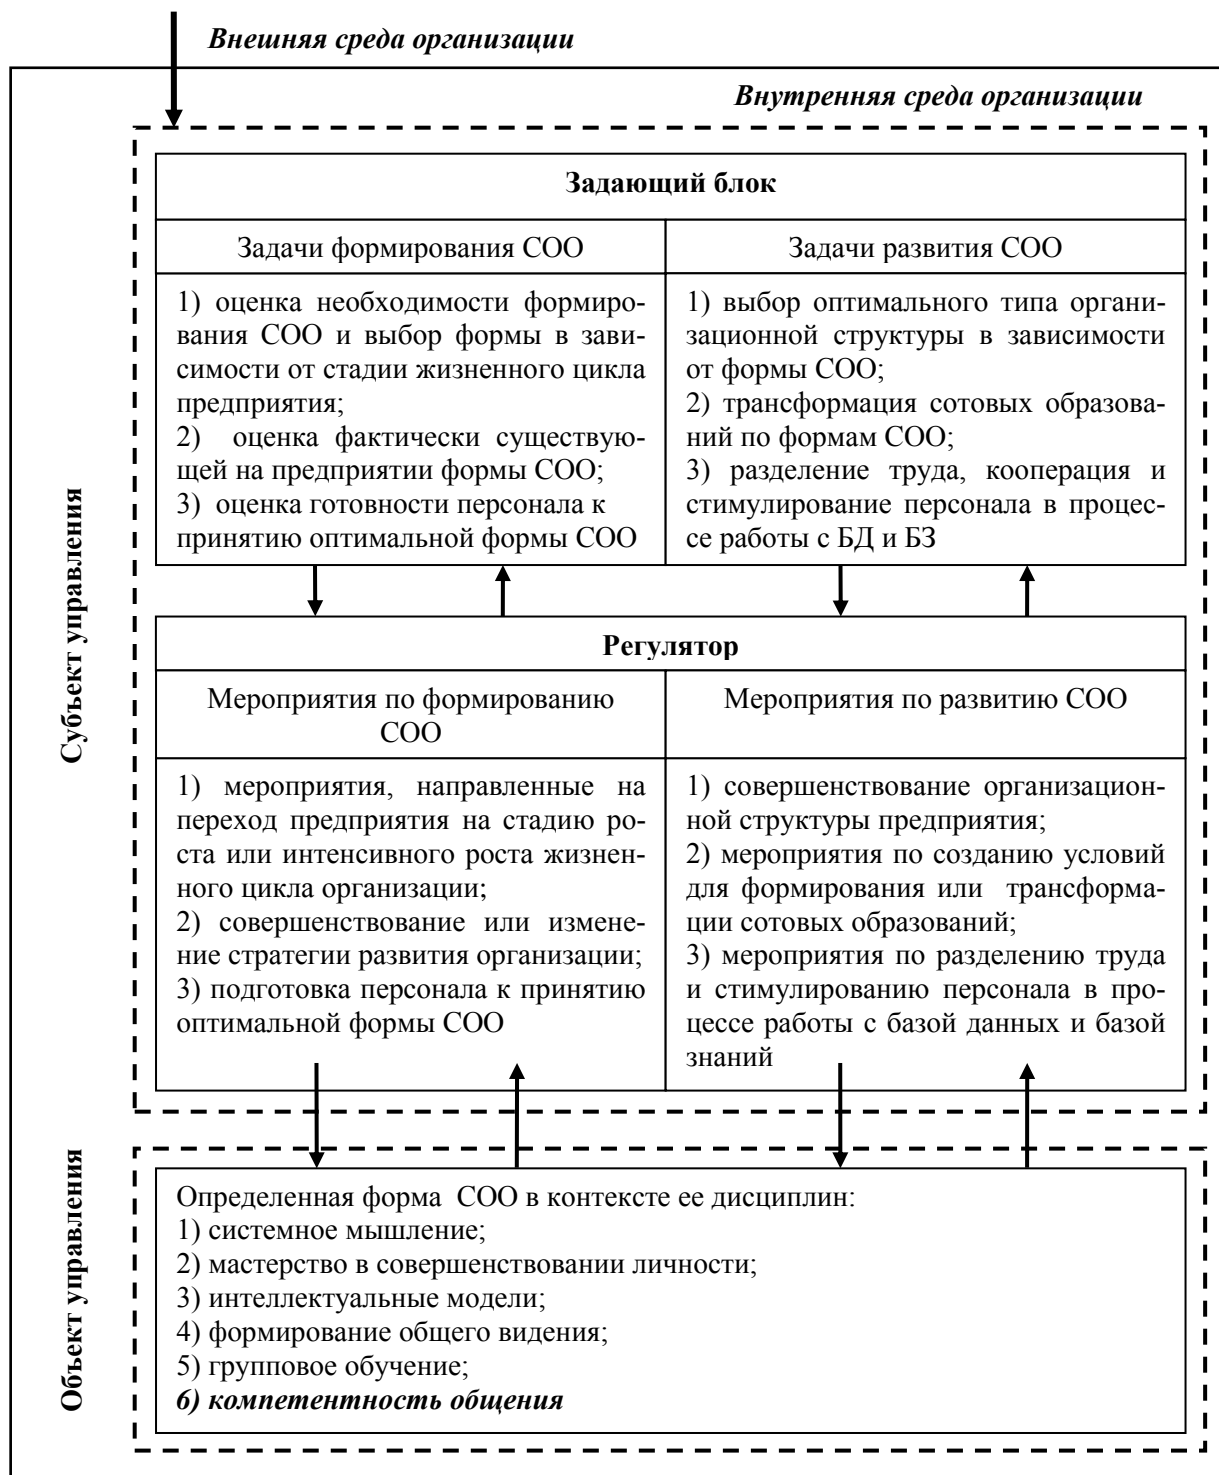 Внешняя среда организации
Внутренняя среда организации
Субъект управления
Задающий блок
Задачи формирования СОО
1) оценка необходимости формиро-
вания СОО и выбор формы в зави-
симости от стадии жизненного цикла
предприятия;
2) оценка фактически существую-
щей на предприятии формы СОО;
3) оценка готовности персонала к
принятию оптимальной формы СОО
Задачи развития СОО
1) выбор оптимального типа органи-
зационной структуры в зависимости
от формы СОО;
2) трансформация сотовых образова-
ний по формам СОО;
3) разделение труда, кооперация и
стимулирование персонала в процес-
се работы с БД и БЗ
Регулятор
Мероприятия по формированию
СОО
1) мероприятия, направленные на
переход предприятия на стадию ро-
ста или интенсивного роста жизнен-
ного цикла организации;
2) совершенствование или измене-
ние стратегии развития организации;
3) подготовка персонала к принятию
оптимальной формы СОО
Мероприятия по развитию СОО
1) совершенствование организацион-
ной структуры предприятия;
2) мероприятия по созданию условий
для формирования или трансформа-
ции сотовых образований;
3) мероприятия по разделению труда
и стимулированию персонала в про-
цессе работы с базой данных и базой
знаний
Объект управления
Определенная форма СОО в контексте ее дисциплин:
1) системное мышление;
2) мастерство в совершенствовании личности;
3) интеллектуальные модели;
4) формирование общего видения;
5) групповое обучение;
6) компетентность общения